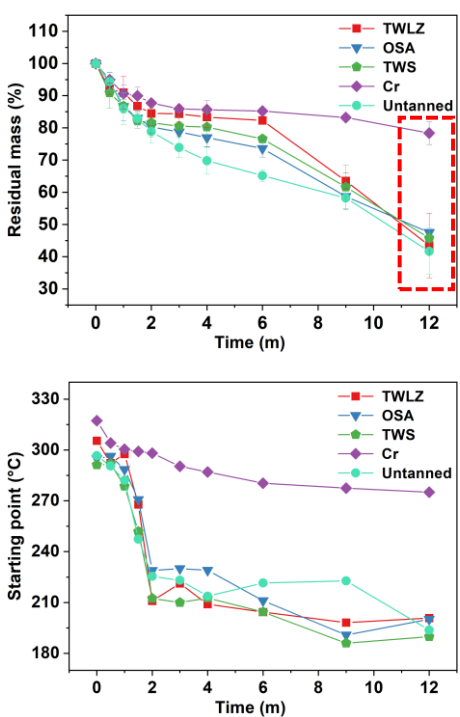 110
100
90
80
70
60
50
40
30
Residual mass (%)
TWLZ
OSA
TWS
Cr
Untanned
0 2 4 6 8 10 12
Time (m)
330
300
270
240
210
180
Starting point (°C)
TWLZ
OSA
TWS
Cr
Untanned
0 2 4 6 8 10 12
Time (m)